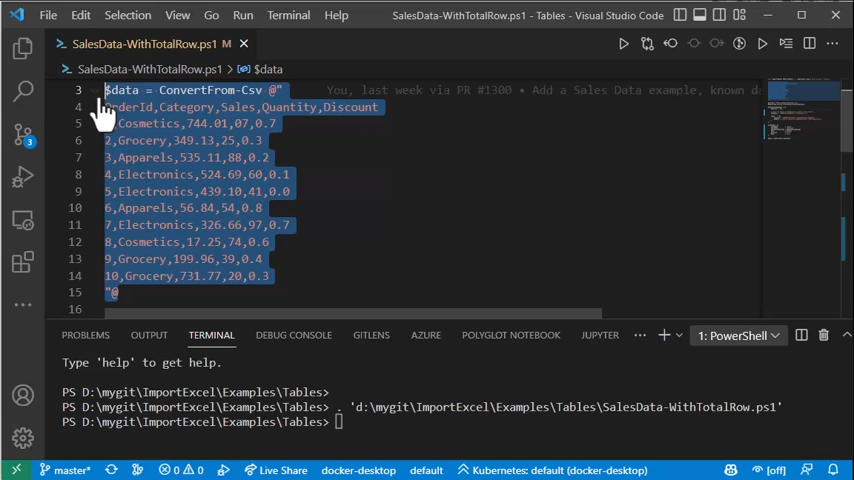 File Edit Selection View Go Run Terminal Help SalesData-WithTotalRow.ps1 - Tables - Visual Studio Code
SalesData-WithTotalRow.ps1 M
SalesData-WithTotalRow.ps1 > $data
3 $data = ConvertFrom-Csv @" You, last week via PR #1300 • Add a Sales Data example, known da
4 OrderId,Category,Sales,Quantity,Discount
5 ,Cosmetics,744.01,07,0.7
6 2,Grocery,349.13,25,0.3
7 3,Apparels,535.11,88,0.2
8 4,Electronics,524.69,60,0.1
9 5,Electronics,439.10,41,0.0
10 6,Apparels,56.84,54,0.8
11 7,Electronics,326.66,97,0.7
12 8,Cosmetics,17.25,74,0.6
13 9,Grocery,199.96,39,0.4
14 10,Grocery,731.77,20,0.3
15 "@
16
3
PROBLEMS OUTPUT TERMINAL DEBUG CONSOLE GITLENS AZURE POLYGLOT NOTEBOOK JUPYTER ··· 1: PowerShell
Type 'help' to get help.
PS D:\mygit\ImportExcel\Examples\Tables>
PS D:\mygit\ImportExcel\Examples\Tables> . 'd:\mygit\ImportExcel\Examples\Tables\SalesData-WithTotalRow.ps1'
PS D:\mygit\ImportExcel\Examples\Tables>
master* 0 0 Live Share docker-desktop default Kubernetes: default (docker-desktop) [off]